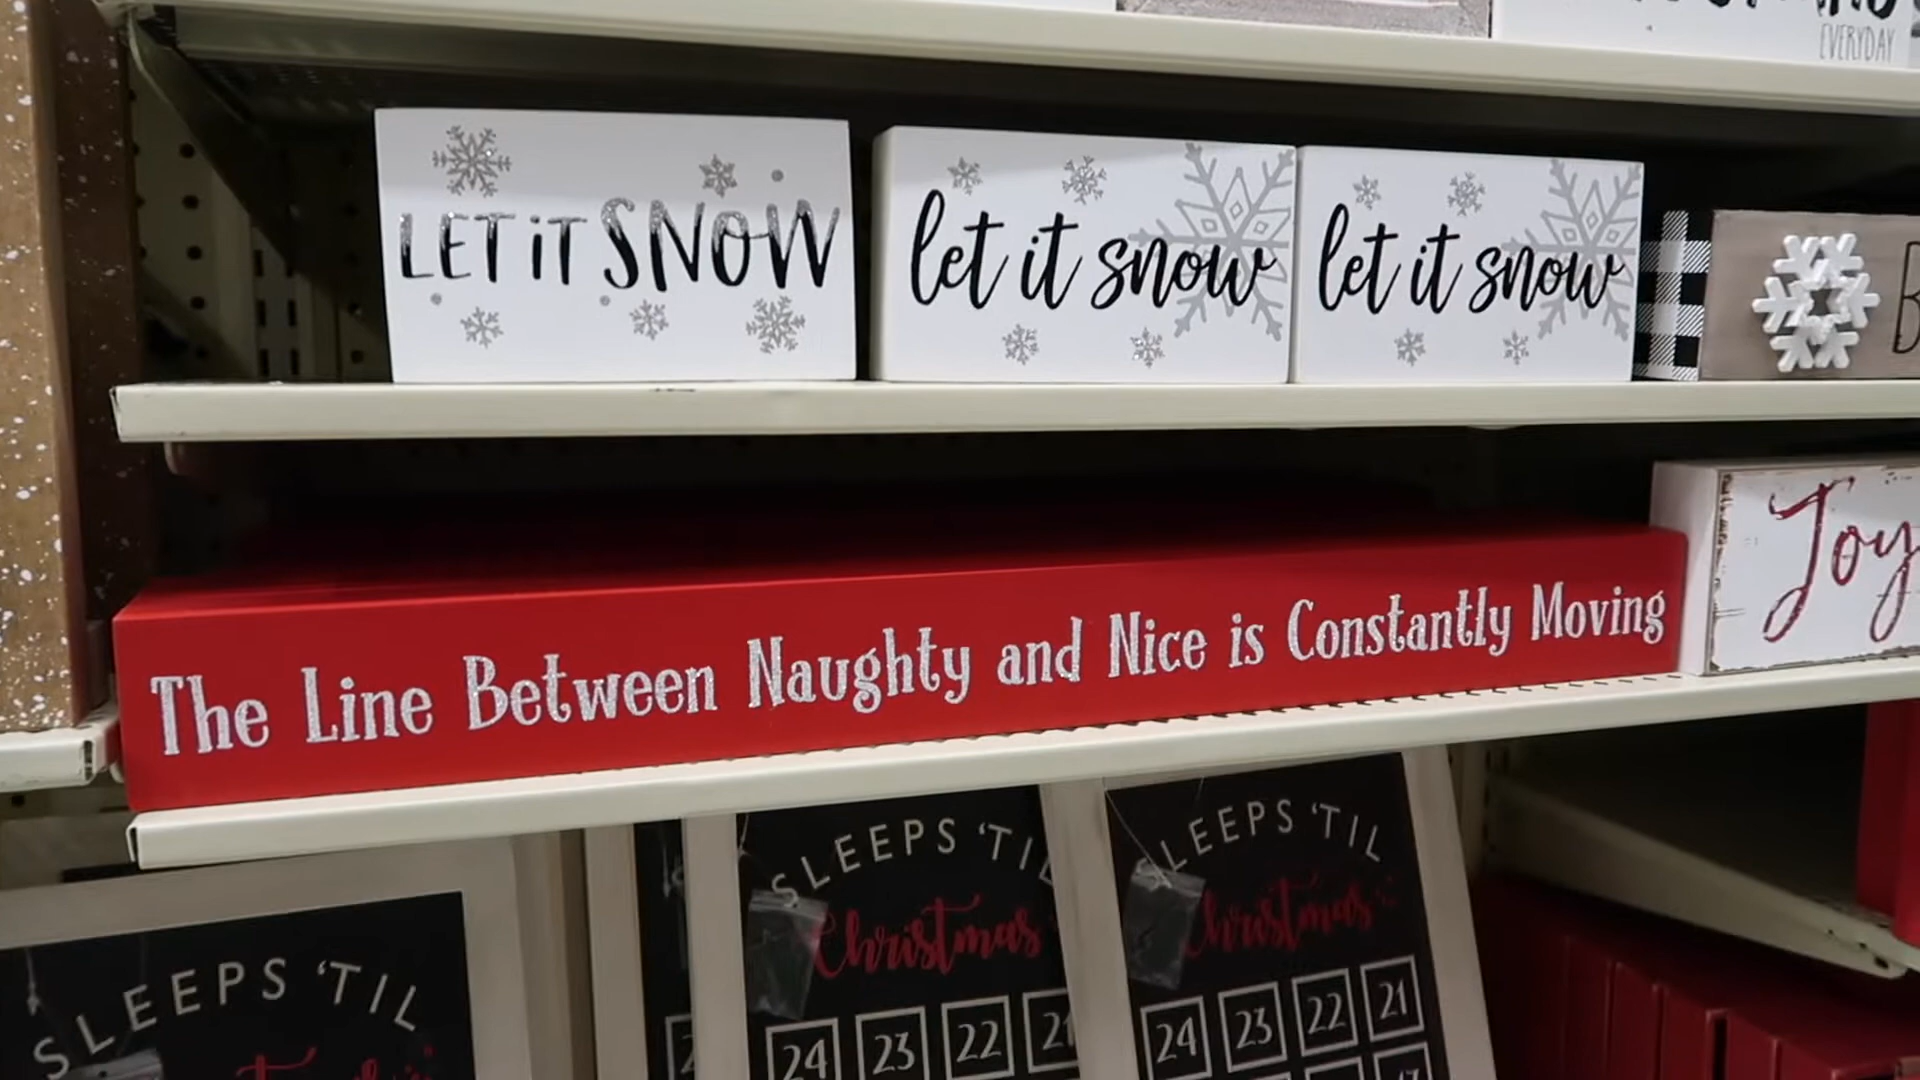 EVERYDAY
LET iT SNOW
let it snow
let it snow
The Line Between Naughty and Nice is Constantly Moving
Joy
SLEEPS 'TIL
SLEEPS 'TIL
Christmas
24 23 22 21
SLEEPS 'TIL
Christmas
24 23 22 21